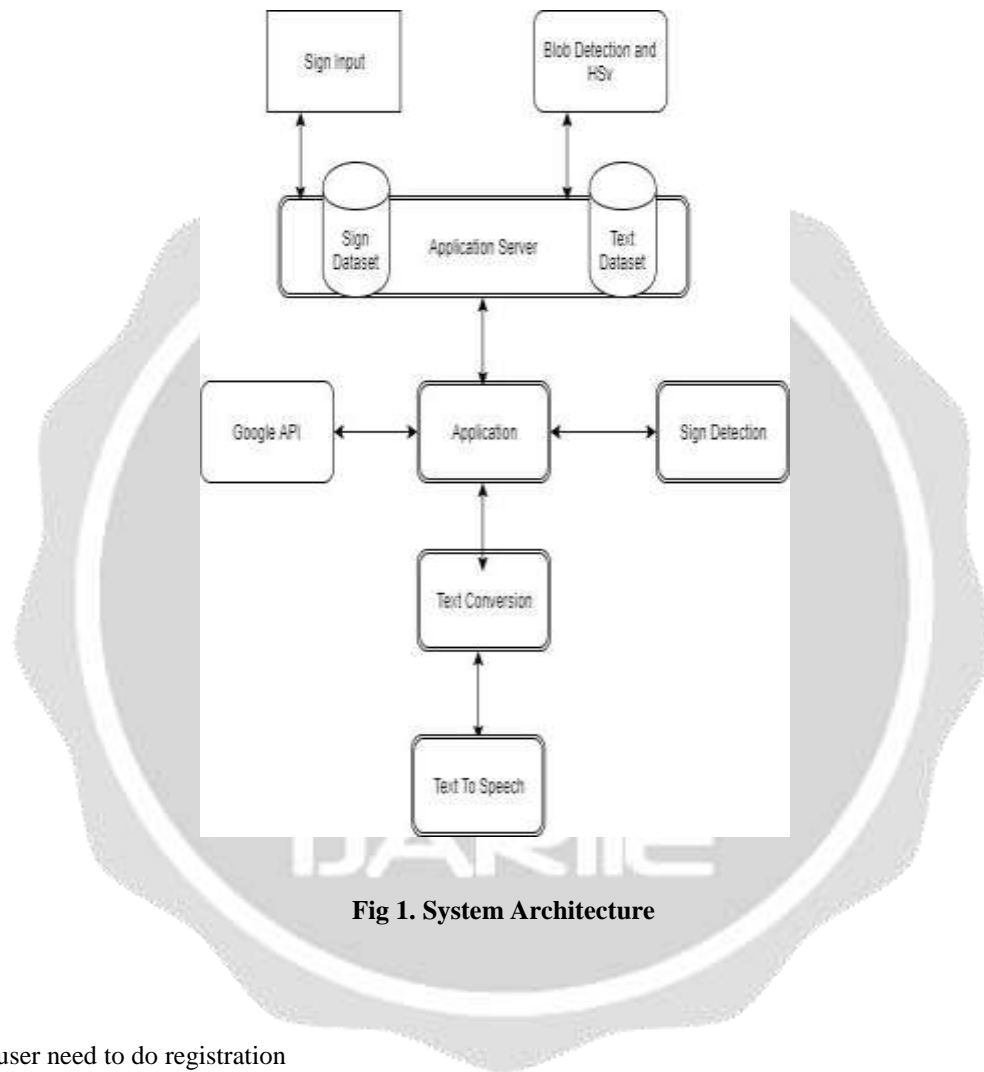 Sign Input
Blob Detection and
HSv
Sign
Dataset
Application Server
Text
Dataset
Google API
Application
Sign Detection
Text Conversion
Text To Speech
Fig 1. System Architecture
user need to do registration